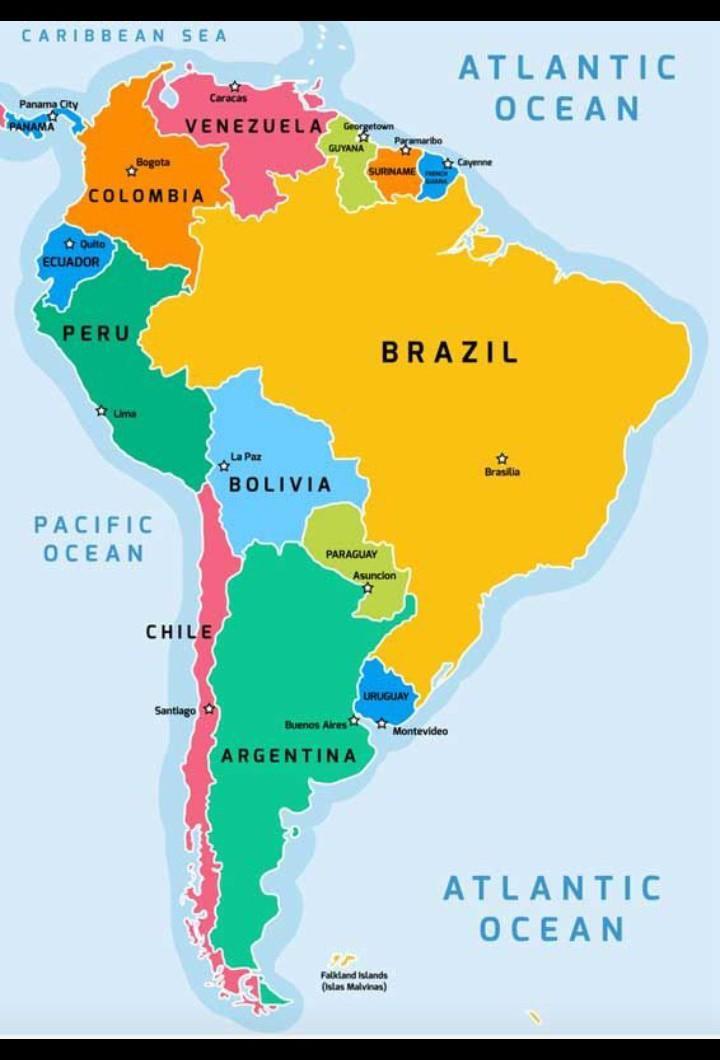 CARIBBEAN SEA
ATLANTIC
OCEAN
Panama City
PANAMA
Caracas
VENEZUELA
Georgetown
GUYANA
Paramaribo
SURINAME
Cayenne
FRENCH
GUIANA
Bogota
COLOMBIA
Quito
ECUADOR
PERU
BRAZIL
Lima
La Paz
BOLIVIA
Brasilia
PACIFIC
OCEAN
PARAGUAY
Asuncion
CHILE
Santiago
URUGUAY
Buenos Aires
Montevideo
ARGENTINA
ATLANTIC
OCEAN
Falkland Islands
(Islas Malvinas)